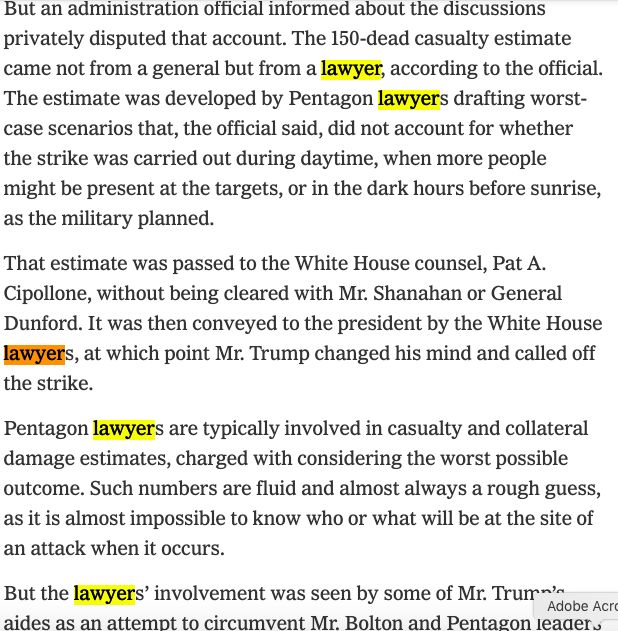 But an administration official informed about the discussions
privately disputed that account. The 150-dead casualty estimate
came not from a general but from a lawyer, according to the official.
The estimate was developed by Pentagon lawyers drafting worst-
case scenarios that, the official said, did not account for whether
the strike was carried out during daytime, when more people
might be present at the targets, or in the dark hours before sunrise,
as the military planned.
That estimate was passed to the White House counsel, Pat A.
Cipollone, without being cleared with Mr. Shanahan or General
Dunford. It was then conveyed to the president by the White House
lawyers, at which point Mr. Trump changed his mind and called off
the strike.
Pentagon lawyers are typically involved in casualty and collateral
damage estimates, charged with considering the worst possible
outcome. Such numbers are fluid and almost always a rough guess,
as it is almost impossible to know who or what will be at the site of
an attack when it occurs.
But the lawyers’ involvement was seen by some of Mr. Trump’s
aides as an attempt to circumvent Mr. Bolton and Pentagon leaders
Adobe Acro